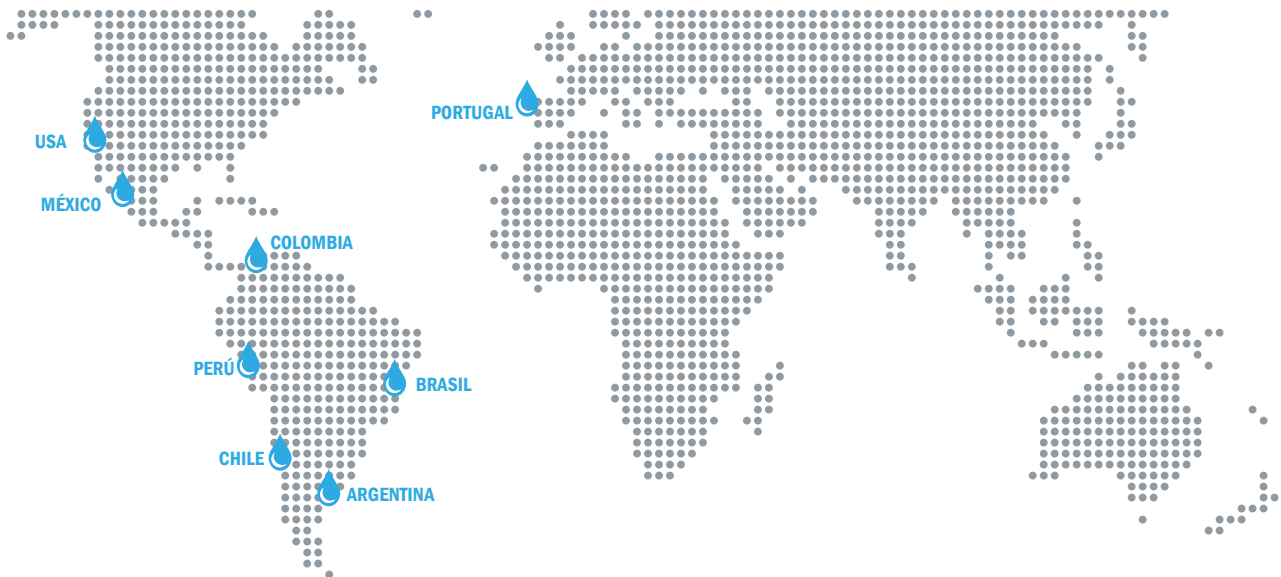 PORTUGAL
USA
MÉXICO
COLOMBIA
PERÚ
BRASIL
CHILE
ARGENTINA